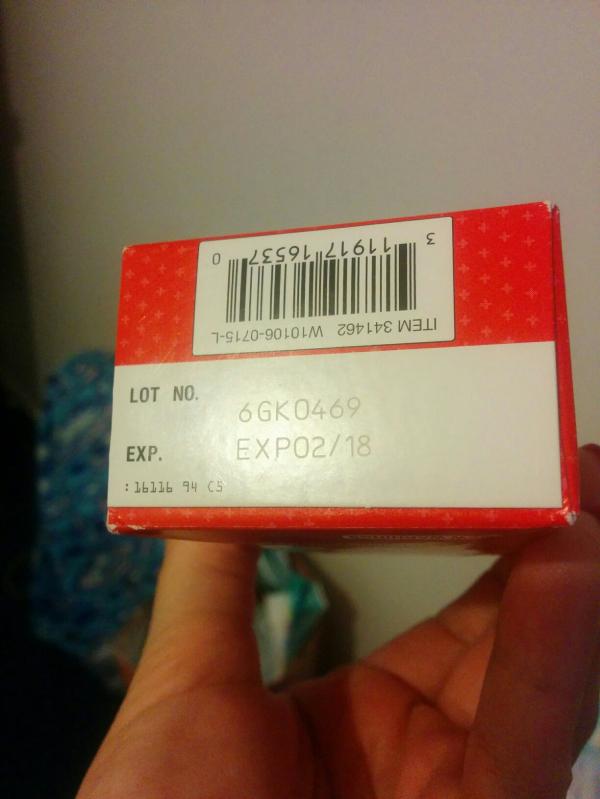 3 11917 16537 0
ITEM 341462 W10106-0715-L
LOT NO. 6GK0469
EXP. EXP02/18
: 16116 94 C5